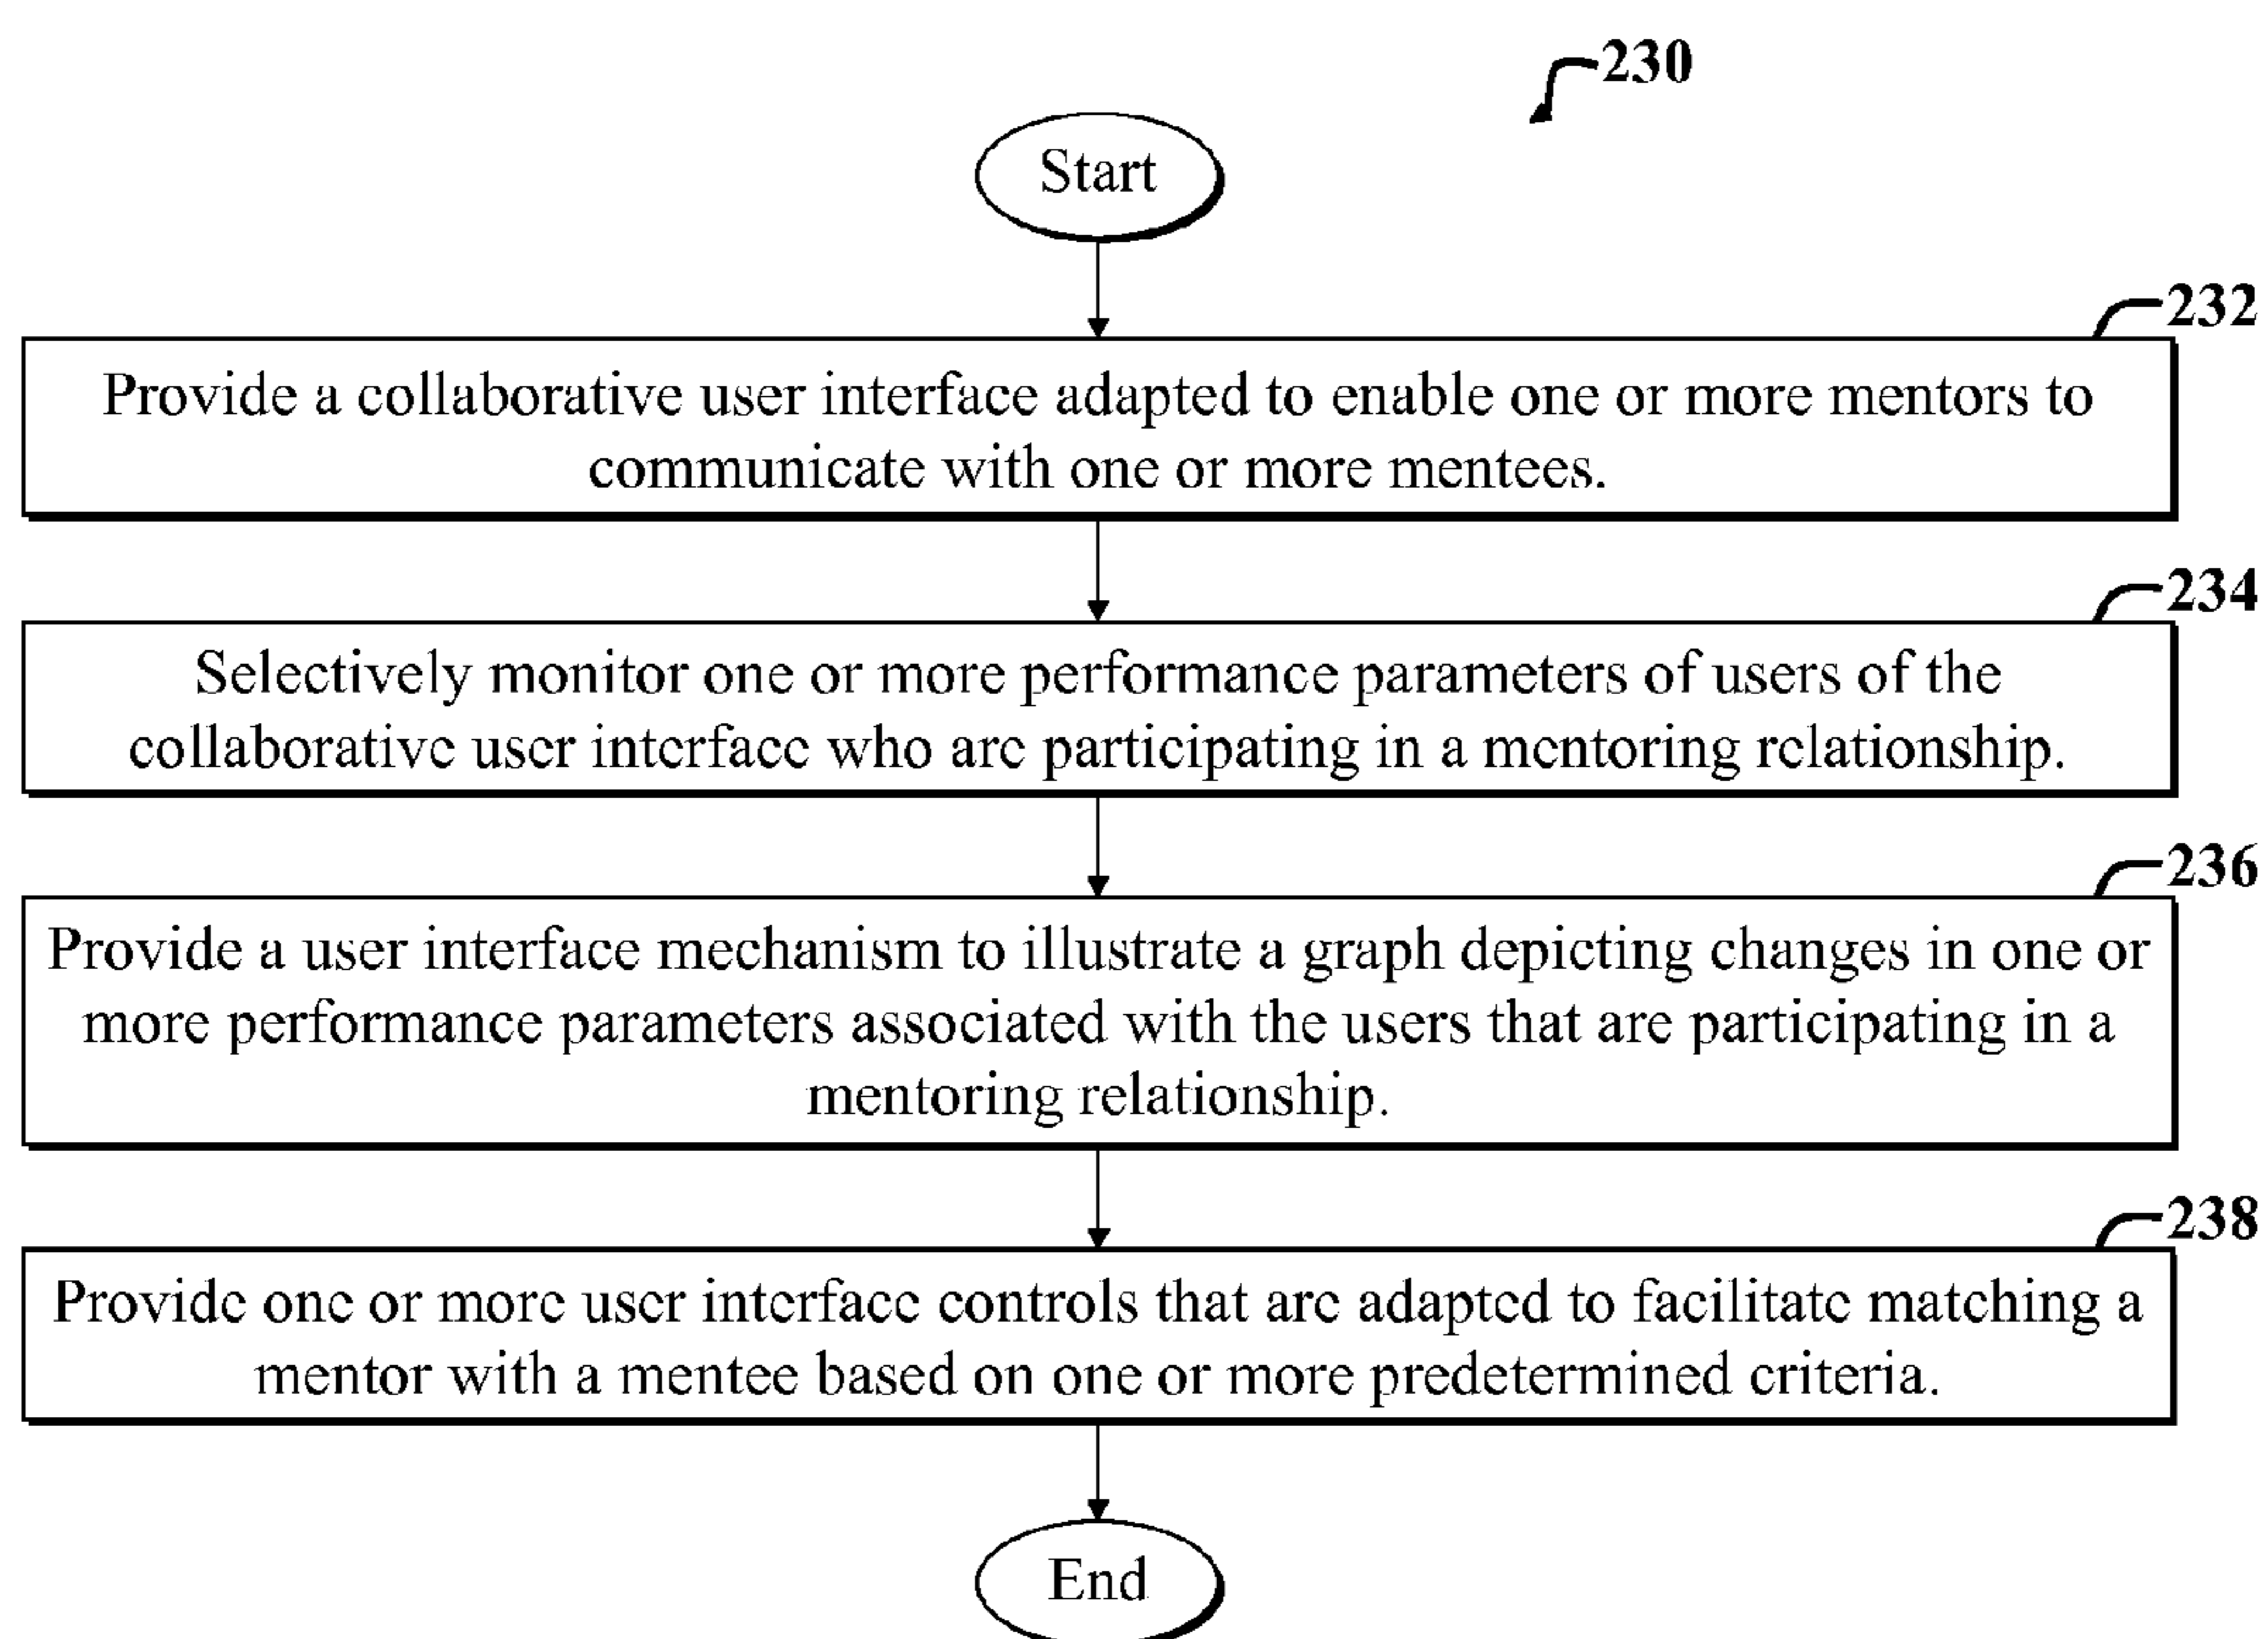 230
Start
232
Provide a collaborative user interface adapted to enable one or more mentors to
communicate with one or more mentees.
234
Selectively monitor one or more performance parameters of users of the
collaborative user interface who are participating in a mentoring relationship.
236
Provide a user interface mechanism to illustrate a graph depicting changes in one or
more performance parameters associated with the users that are participating in a
mentoring relationship.
238
Provide one or more user interface controls that are adapted to facilitate matching a
mentor with a mentee based on one or more predetermined criteria.
End